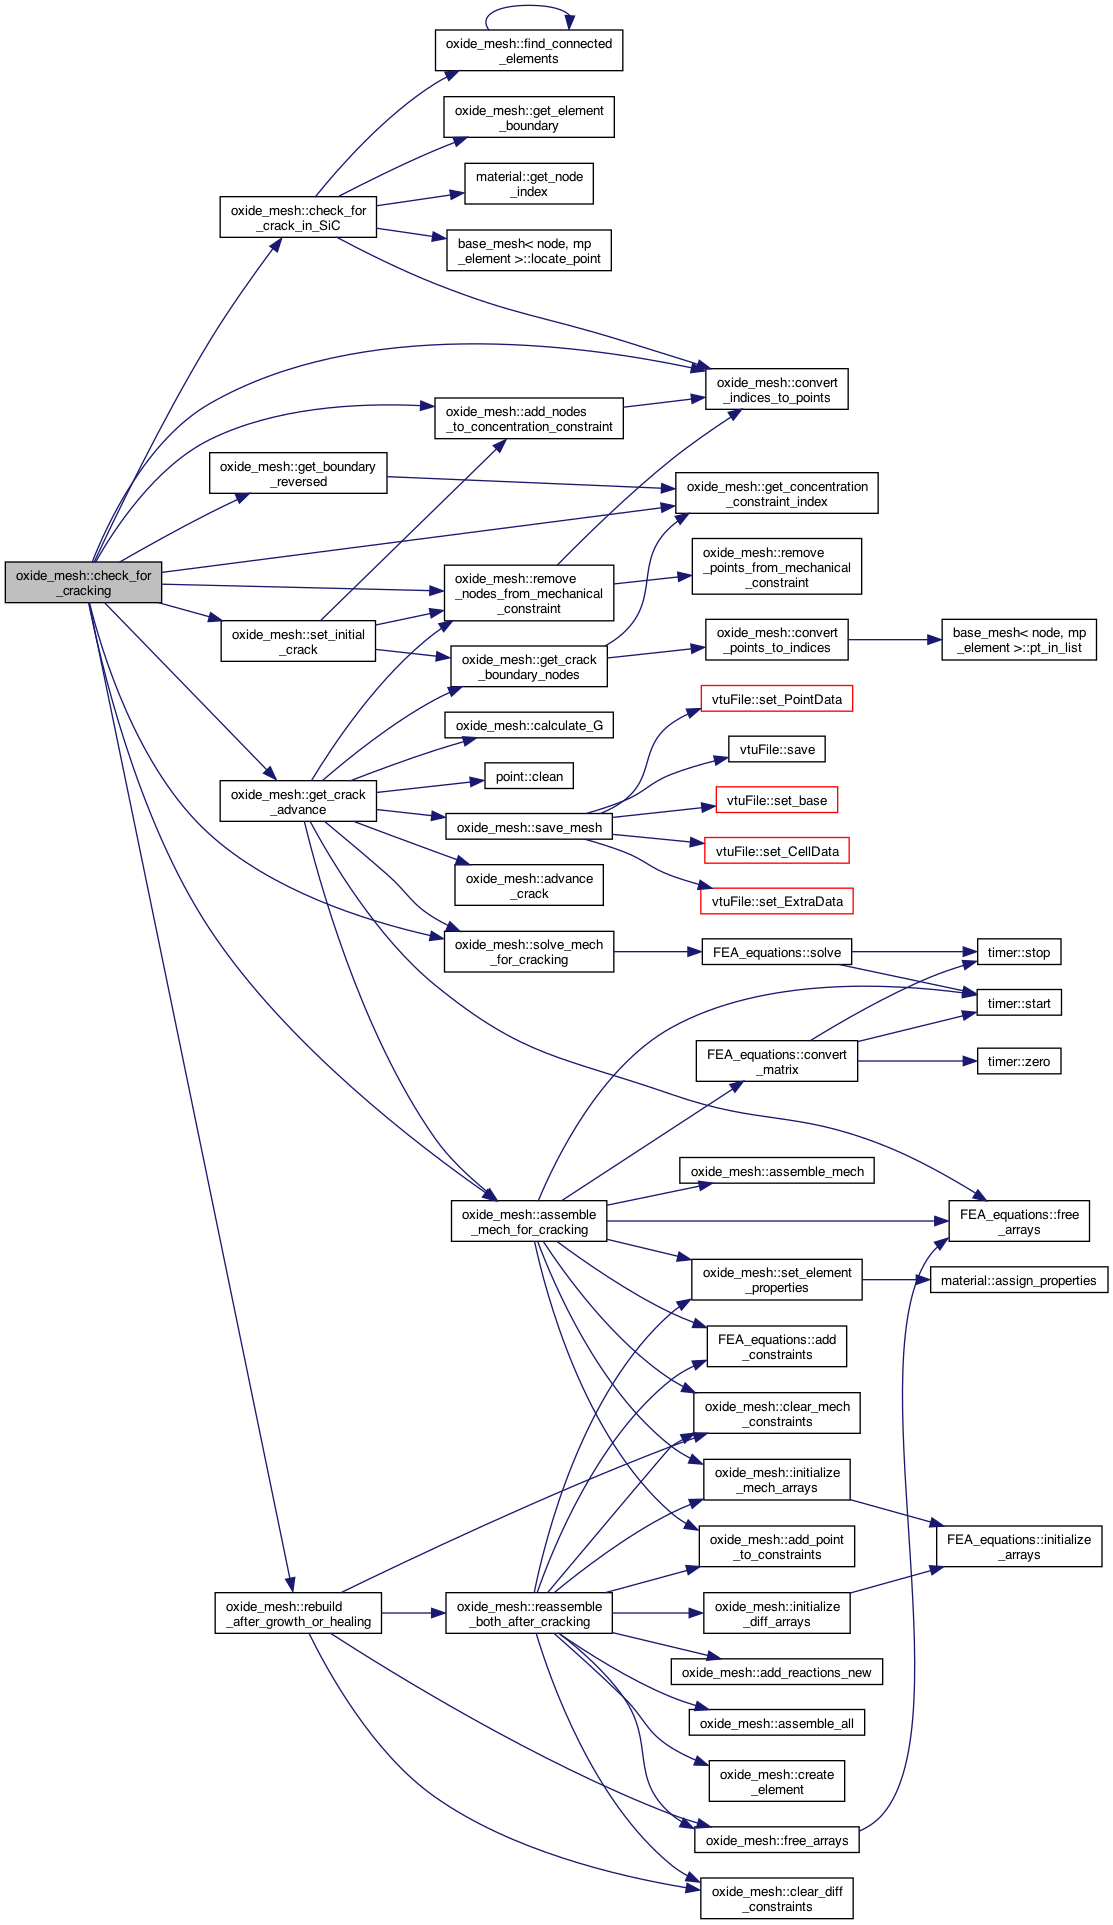 oxide_mesh::find_connected
_elements
oxide_mesh::get_element
_boundary
material::get_node
_index
oxide_mesh::check_for
_crack_in_SiC
base_mesh< node, mp
_element >::locate_point
oxide_mesh::convert
_indices_to_points
oxide_mesh::add_nodes
_to_concentration_constraint
oxide_mesh::get_boundary
_reversed
oxide_mesh::get_concentration
_constraint_index
oxide_mesh::remove
_points_from_mechanical
_constraint
oxide_mesh::check_for
_cracking
oxide_mesh::remove
_nodes_from_mechanical
_constraint
oxide_mesh::set_initial
_crack
oxide_mesh::convert
_points_to_indices
base_mesh< node, mp
_element >::pt_in_list
oxide_mesh::get_crack
_boundary_nodes
vtuFile::set_PointData
oxide_mesh::calculate_G
vtuFile::save
point::clean
oxide_mesh::get_crack
_advance
vtuFile::set_base
oxide_mesh::save_mesh
vtuFile::set_CellData
oxide_mesh::advance
_crack
vtuFile::set_ExtraData
oxide_mesh::solve_mech
_for_cracking
FEA_equations::solve
timer::stop
timer::start
FEA_equations::convert
_matrix
timer::zero
oxide_mesh::assemble_mech
oxide_mesh::assemble
_mech_for_cracking
FEA_equations::free
_arrays
oxide_mesh::set_element
_properties
material::assign_properties
FEA_equations::add
_constraints
oxide_mesh::clear_mech
_constraints
oxide_mesh::initialize
_mech_arrays
oxide_mesh::add_point
_to_constraints
FEA_equations::initialize
_arrays
oxide_mesh::rebuild
_after_growth_or_healing
oxide_mesh::reassemble
_both_after_cracking
oxide_mesh::initialize
_diff_arrays
oxide_mesh::add_reactions_new
oxide_mesh::assemble_all
oxide_mesh::create
_element
oxide_mesh::free_arrays
oxide_mesh::clear_diff
_constraints